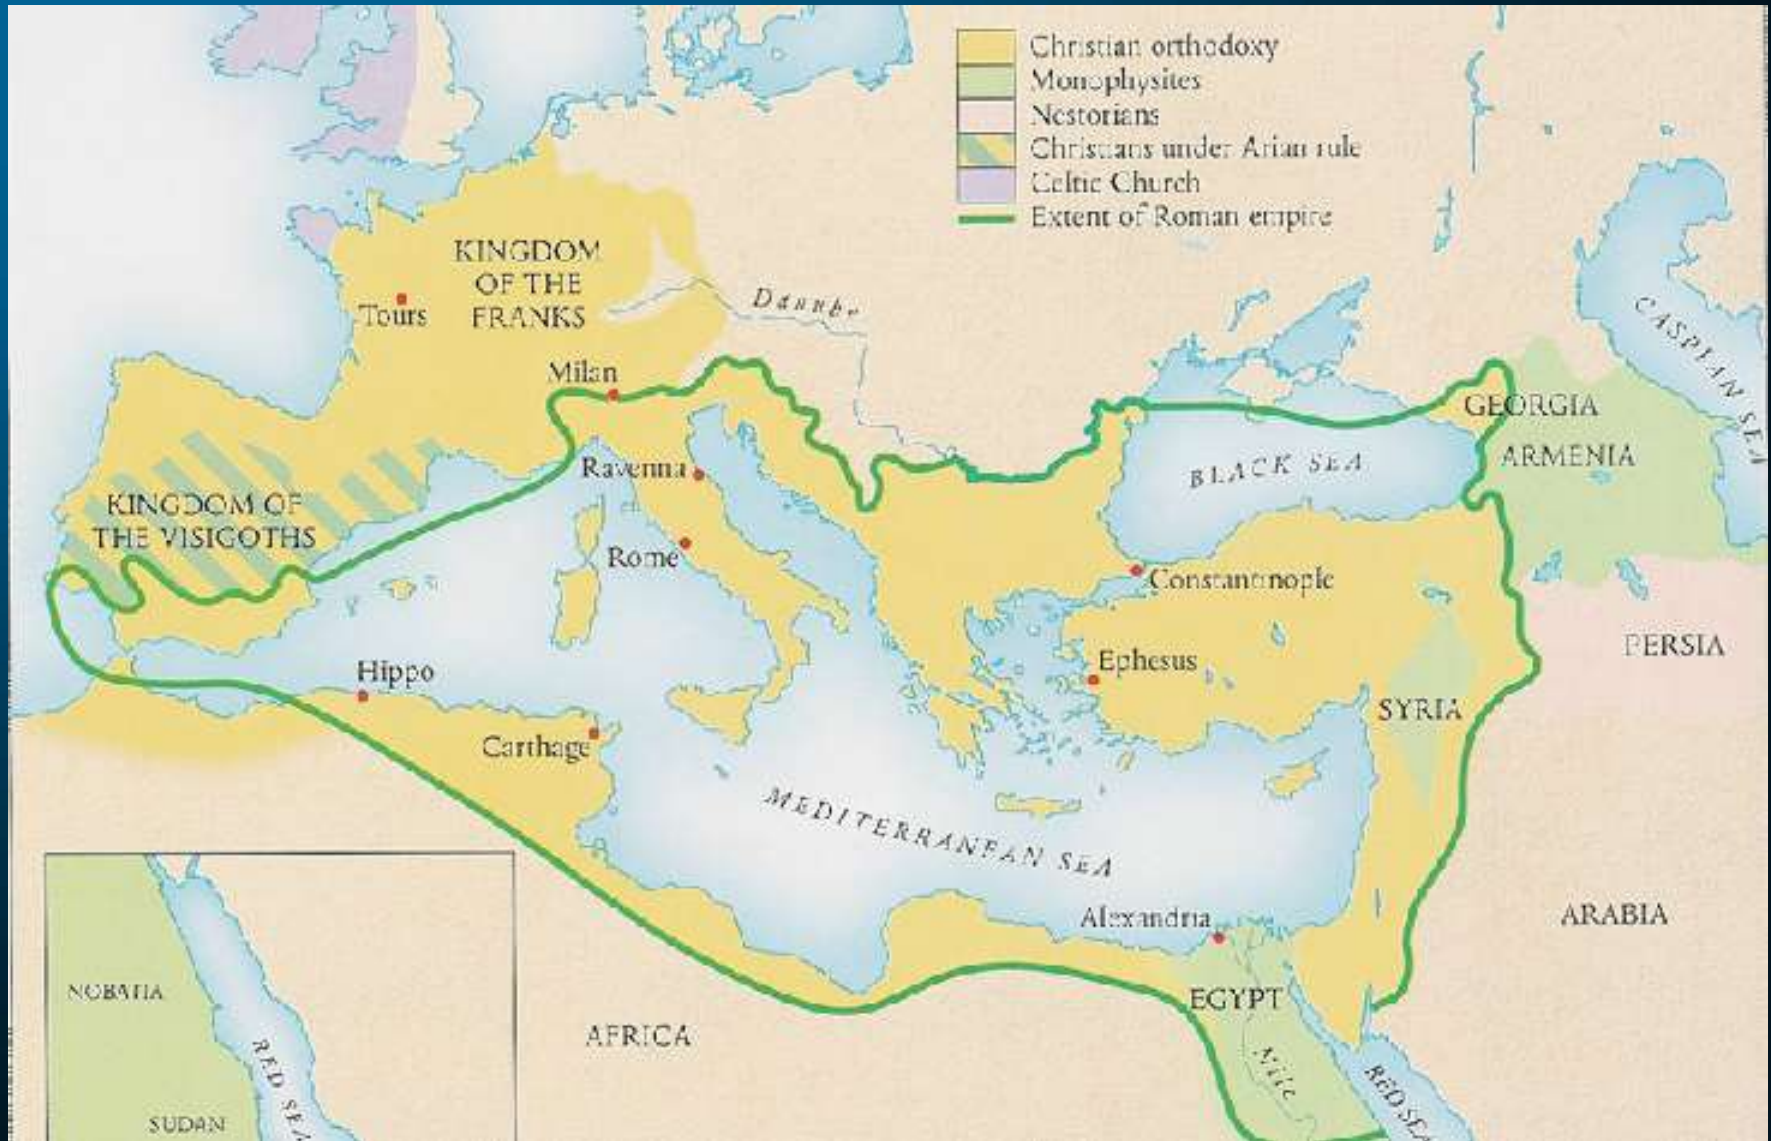 Christian orthodoxy
Monophysites
Nestorians
Christians under Arian rule
Celtic Church
Extent of Roman empire
KINGDOM
OF THE
FRANKS
Tours
Danube
Milan
CASPIAN SEA
GEORGIA
ARMENIA
BLACK SEA
Ravenna
KINGDOM OF
THE VISIGOTHS
Rome
Constantinople
PERSIA
Ephesus
Hippo
SYRIA
Carthage
MEDITERRANEAN SEA
Alexandria
ARABIA
NOBATIA
EGYPT
AFRICA
RED SEA
Nile
RED SEA
SUDAN